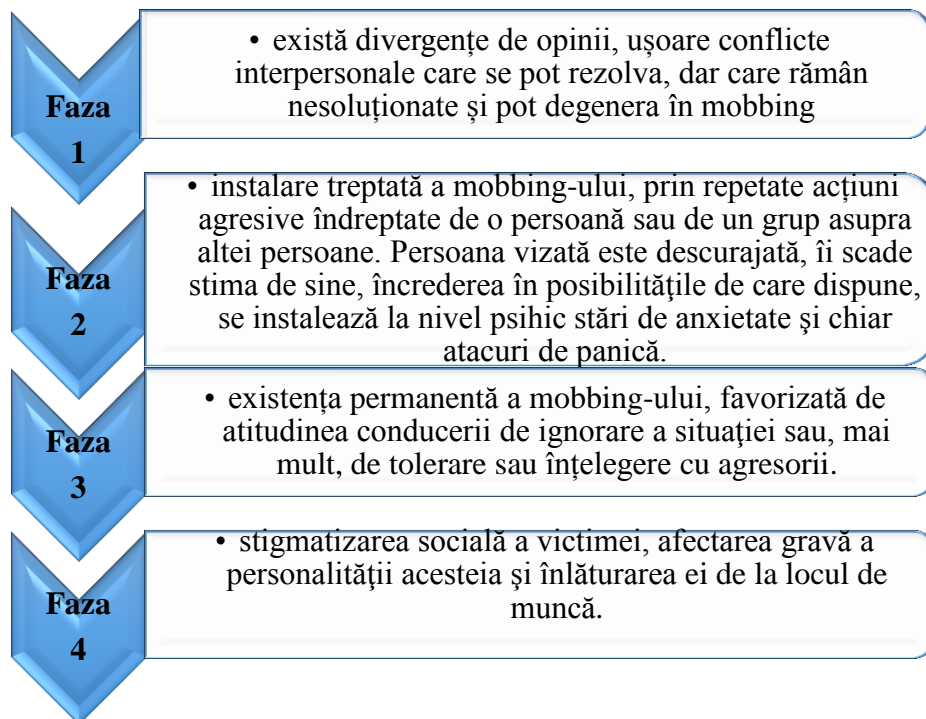 Faza
1
• există divergențe de opinii, ușoare conflicte
interpersonale care se pot rezolva, dar care rămân
nesoluționate și pot degenera în mobbing
Faza
2
• instalare treptată a mobbing-ului, prin repetate acțiuni
agresive îndreptate de o persoană sau de un grup asupra
altei persoane. Persoana vizată este descurajată, îi scade
stima de sine, încrederea în posibilităţile de care dispune,
se instalează la nivel psihic stări de anxietate şi chiar
atacuri de panică.
Faza
3
• existența permanentă a mobbing-ului, favorizată de
atitudinea conducerii de ignorare a situaţiei sau, mai
mult, de tolerare sau înțelegere cu agresorii.
Faza
4
• stigmatizarea socială a victimei, afectarea gravă a
personalităţii acesteia şi înlăturarea ei de la locul de
muncă.